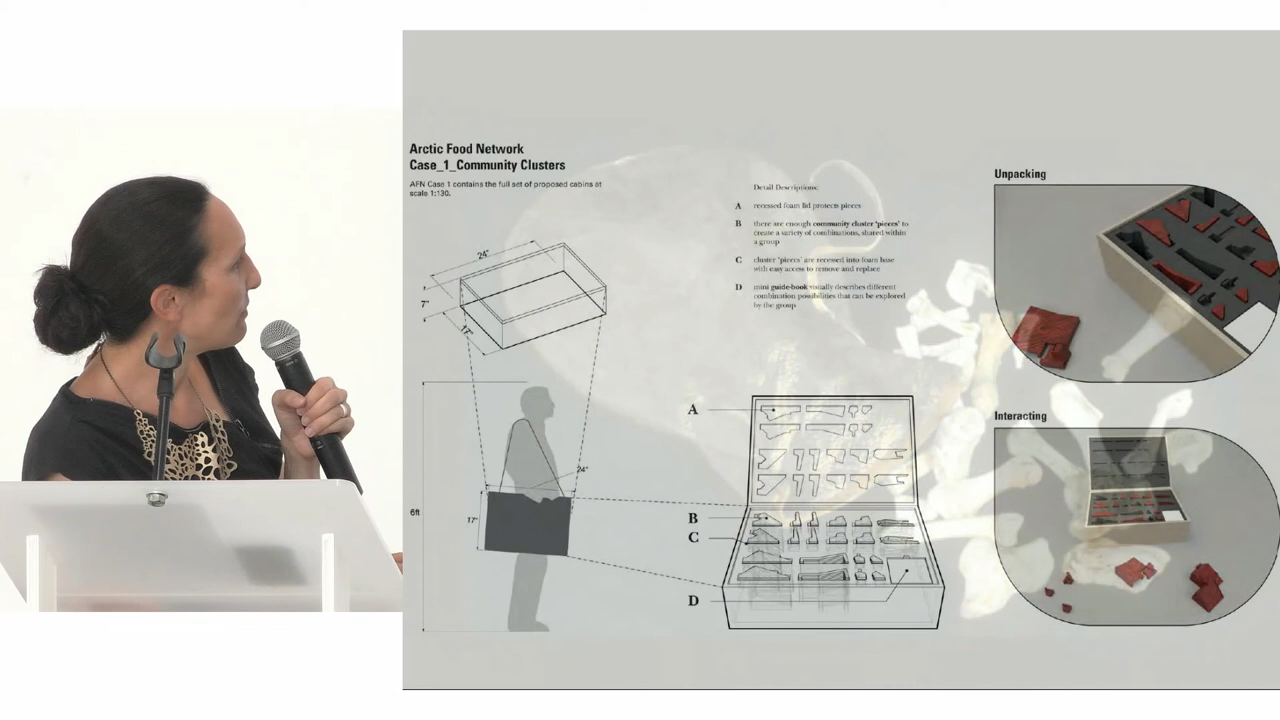 Arctic Food Network
Case_1_Community Clusters
AFN Case 1 contains the full set of proposed cabins at
scale 1:130.
24"
7"
17"
6ft
24"
17"
Detail Descriptions:
A recessed foam lid protects pieces
B there are enough community cluster 'pieces' to
create a variety of combinations, shared within
a group
C cluster 'pieces' are recessed into foam base
with easy access to remove and replace
D mini guide-book visually describes different
combination possibilities that can be explored
by the group
A
B
C
D
Unpacking
Interacting